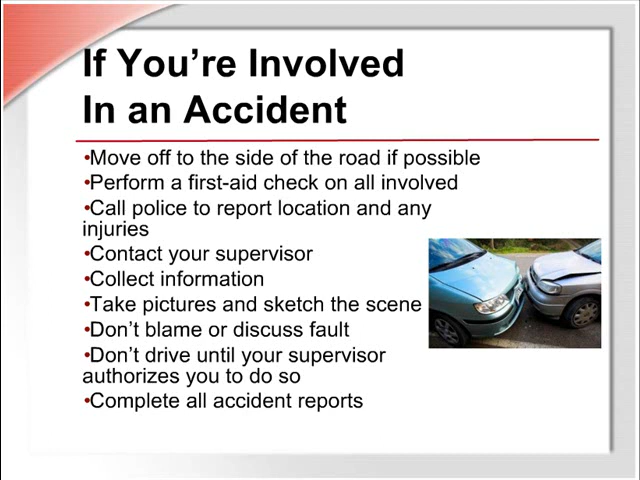 If You’re Involved
In an Accident
•Move off to the side of the road if possible
•Perform a first-aid check on all involved
•Call police to report location and any
injuries
•Contact your supervisor
•Collect information
•Take pictures and sketch the scene
•Don’t blame or discuss fault
•Don’t drive until your supervisor
authorizes you to do so
•Complete all accident reports